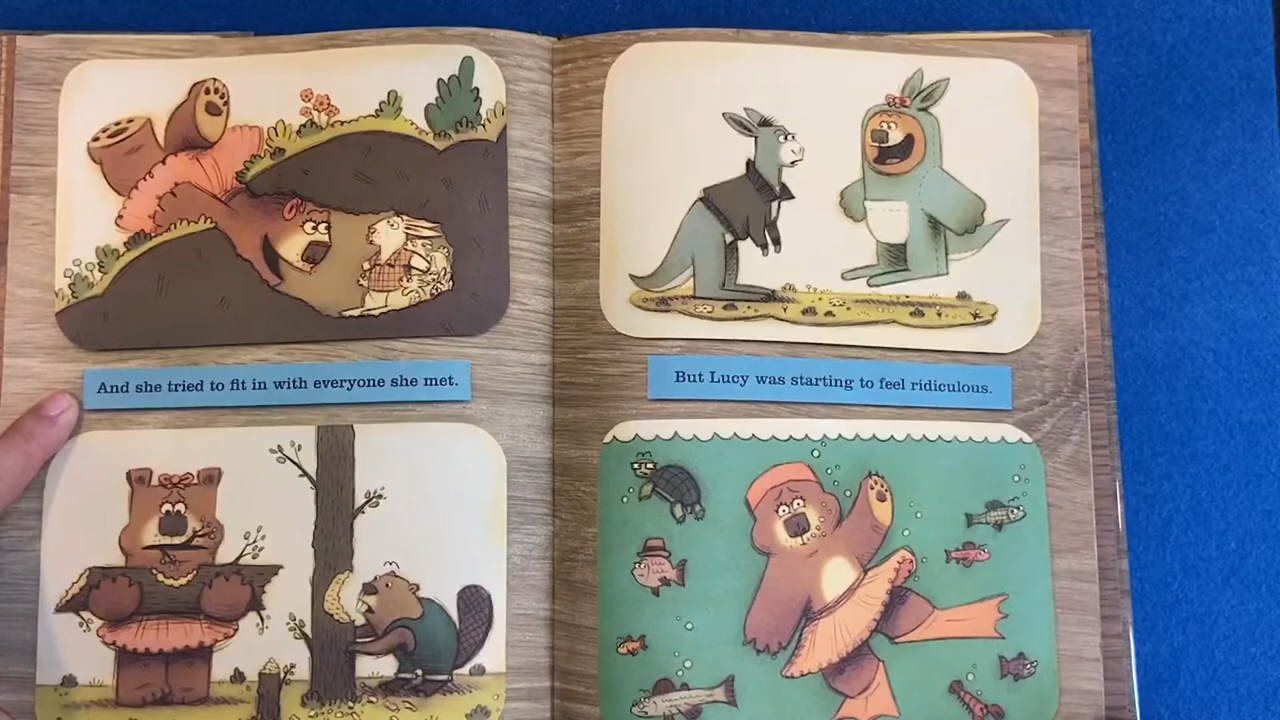 And she tried to fit in with everyone she met.
But Lucy was starting to feel ridiculous.